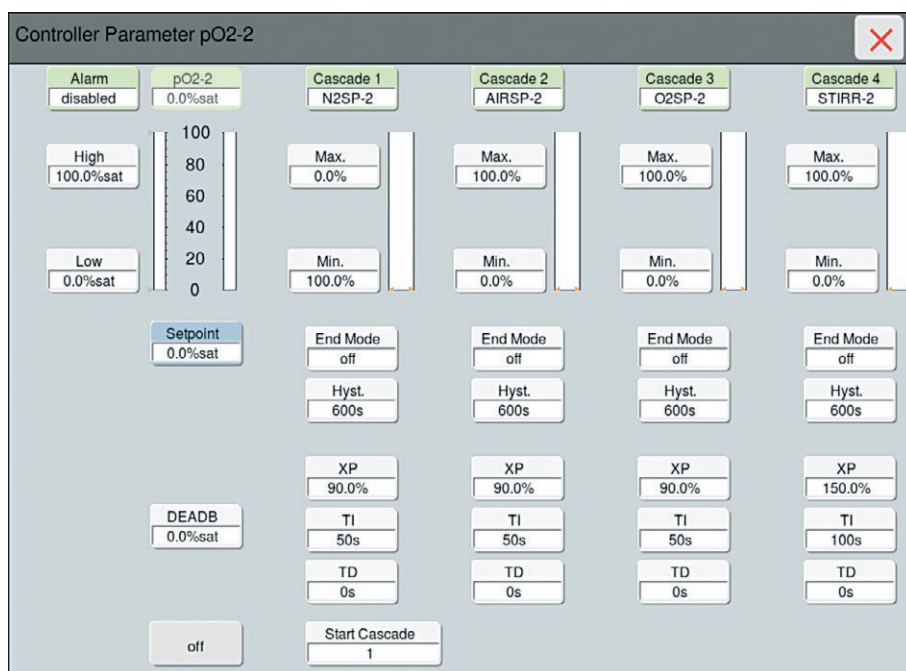 Controller Parameter pO2-2
Alarm
disabled
pO2-2
0.0%sat
Cascade 1
N2SP-2
Cascade 2
AIRSP-2
Cascade 3
O2SP-2
Cascade 4
STIRR-2
High
100.0%sat
100
80
60
40
20
0
Max.
0.0%
Max.
100.0%
Max.
100.0%
Max.
100.0%
Low
0.0%sat
Min.
100.0%
Min.
0.0%
Min.
0.0%
Min.
0.0%
Setpoint
0.0%sat
End Mode
off
End Mode
off
End Mode
off
End Mode
off
Hyst.
600s
Hyst.
600s
Hyst.
600s
Hyst.
600s
XP
90.0%
XP
90.0%
XP
90.0%
XP
150.0%
DEADB
0.0%sat
TI
50s
TI
50s
TI
50s
TI
100s
TD
0s
TD
0s
TD
0s
TD
0s
off
Start Cascade
1